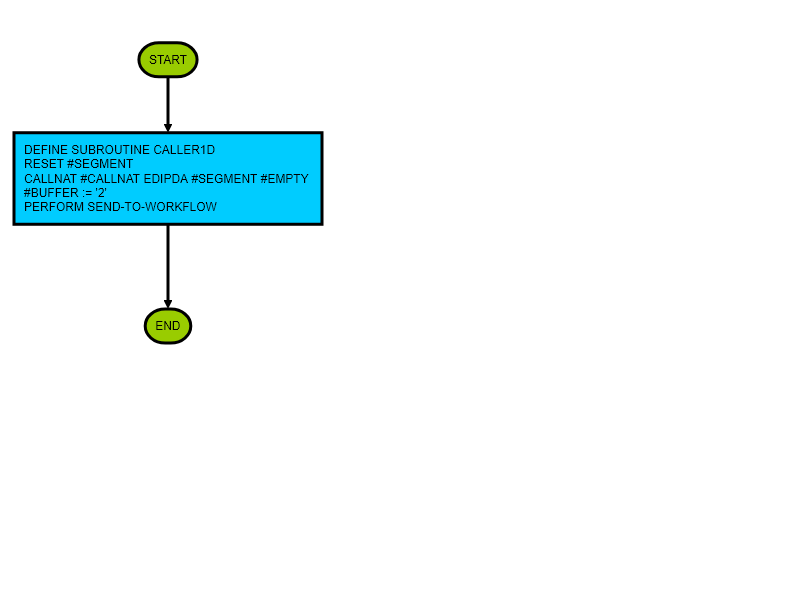 START
DEFINE SUBROUTINE CALLER1D
RESET #SEGMENT
CALLNAT #CALLNAT EDIPDA #SEGMENT #EMPTY
#BUFFER := '2'
PERFORM SEND-TO-WORKFLOW
END